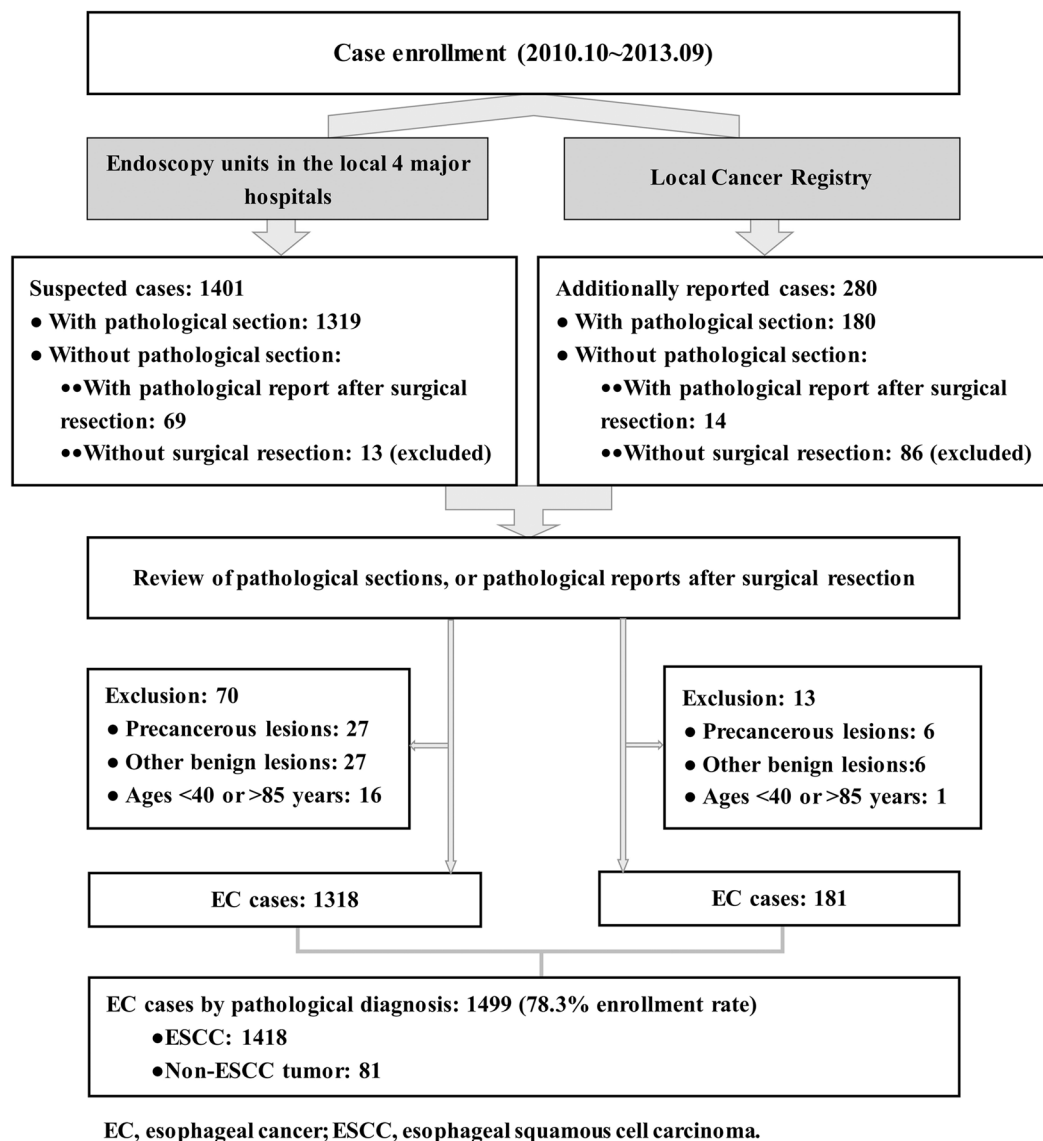 Case enrollment (2010.10~2013.09)
Endoscopy units in the local 4 major
hospitals
Local Cancer Registry
Suspected cases: 1401
● With pathological section: 1319
● Without pathological section:
●●With pathological report after surgical
resection: 69
●●Without surgical resection: 13 (excluded)
Additionally reported cases: 280
● With pathological section: 180
● Without pathological section:
●●With pathological report after surgical
resection: 14
●●Without surgical resection: 86 (excluded)
Review of pathological sections, or pathological reports after surgical resection
Exclusion: 70
● Precancerous lesions: 27
● Other benign lesions: 27
● Ages <40 or >85 years: 16
Exclusion: 13
● Precancerous lesions: 6
● Other benign lesions:6
● Ages <40 or >85 years: 1
EC cases: 1318
EC cases: 181
EC cases by pathological diagnosis: 1499 (78.3% enrollment rate)
●ESCC: 1418
●Non-ESCC tumor: 81
EC, esophageal cancer; ESCC, esophageal squamous cell carcinoma.